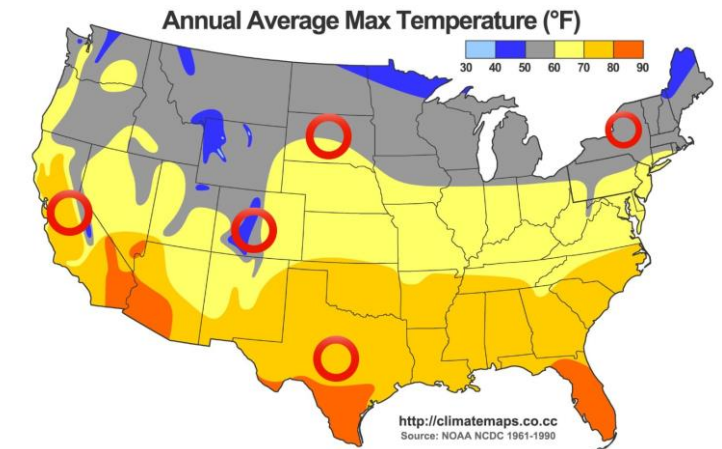 Annual Average Max Temperature (°F)
30 40 50 60 70 80 90
http://climatemaps.co.cc
Source: NOAA NCDC 1961-1990